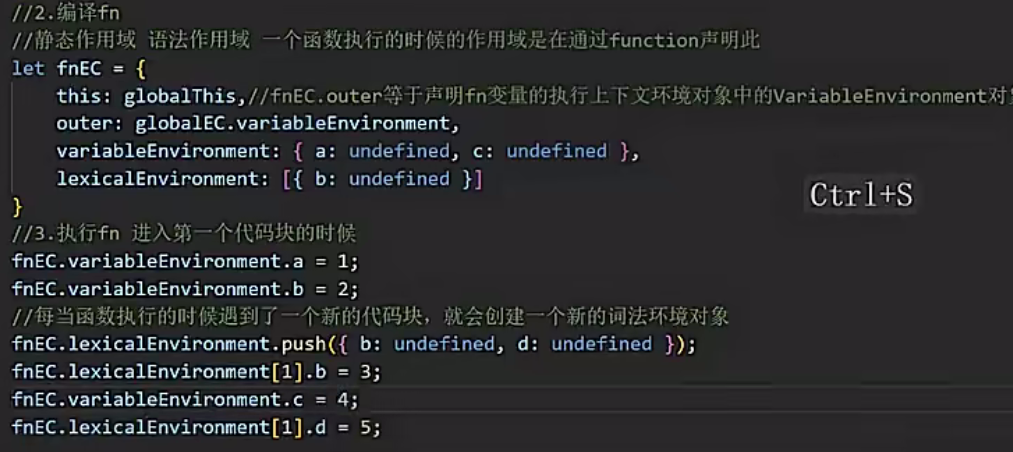 //2.编译fn
//静态作用域 语法作用域 一个函数执行的时候的作用域是在通过function声明此
let fnEC = {
    this: globalThis,//fnEC.outer等于声明fn变量的执行上下文环境对象中的VariableEnvironment对
    outer: globalEC.variableEnvironment,
    variableEnvironment: { a: undefined, c: undefined },
    lexicalEnvironment: [{ b: undefined }]
Ctrl+S
}
//3.执行fn 进入第一个代码块的时候
fnEC.variableEnvironment.a = 1;
fnEC.variableEnvironment.b = 2;
//每当函数执行的时候遇到了一个新的代码块，就会创建一个新的词法环境对象
fnEC.lexicalEnvironment.push({ b: undefined, d: undefined });
fnEC.lexicalEnvironment[1].b = 3;
fnEC.variableEnvironment.c = 4;
fnEC.lexicalEnvironment[1].d = 5;